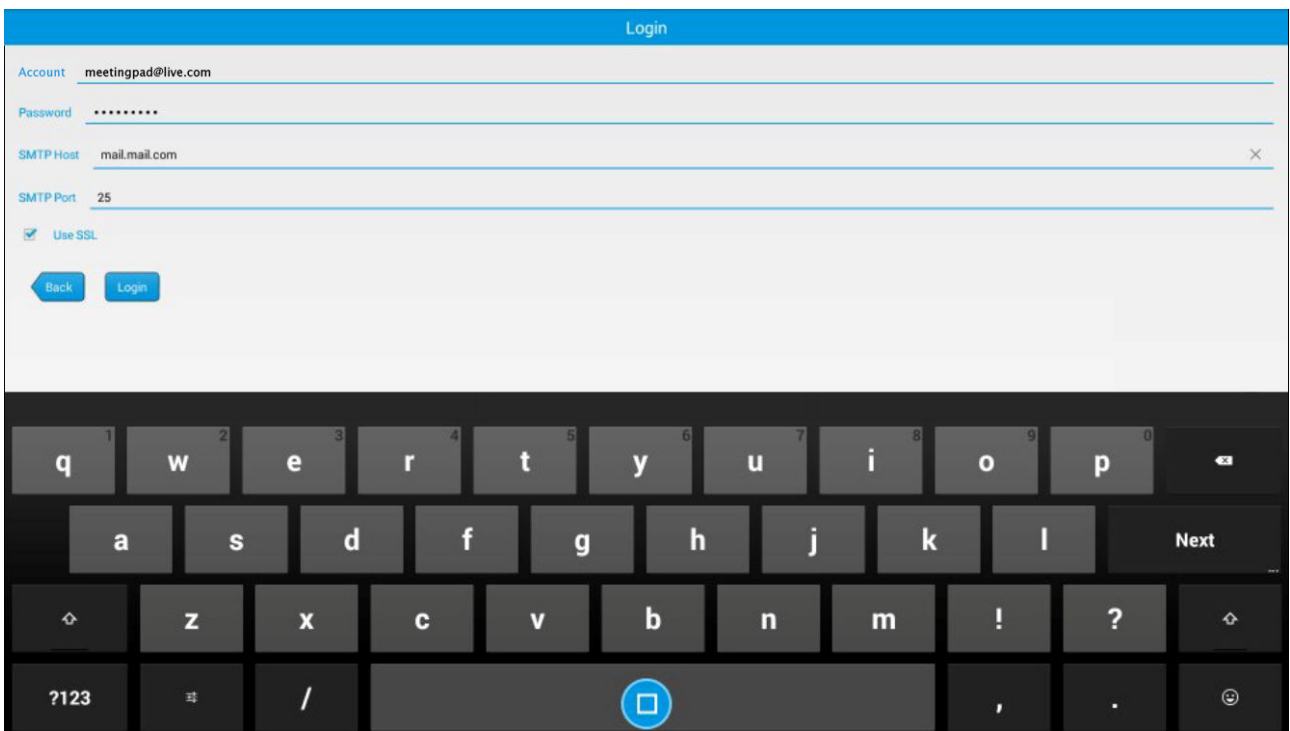 Login
Account meetingpad@live.com
Password •••••••••
SMTP Host mail.mail.com
SMTP Port 25
Use SSL
Back Login
1 2 3 4 5 6 7 8 9 0
q w e r t y u i o p
a s d f g h j k l Next
...
z x c v b n m ! ?
?123 / , .